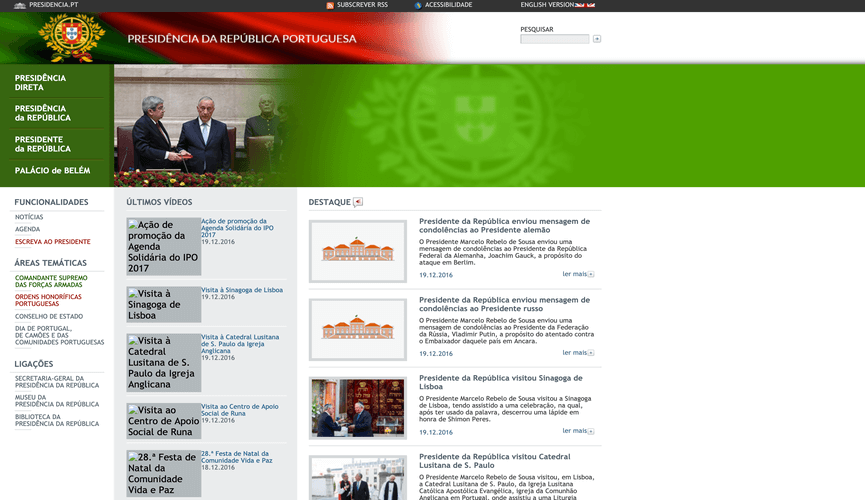 PRESIDENCIA.PT
SUBSCREVER RSS
ACESSIBILIDADE
ENGLISH VERSION
PRESIDÊNCIA DA REPÚBLICA PORTUGUESA
PESQUISAR
PRESIDÊNCIA
DIRETA
PRESIDÊNCIA
da REPÚBLICA
PRESIDENTE
da REPÚBLICA
PALÁCIO de BELÉM
FUNCIONALIDADES
NOTÍCIAS
AGENDA
ESCREVA AO PRESIDENTE
ÁREAS TEMÁTICAS
COMANDANTE SUPREMO
DAS FORÇAS ARMADAS
ORDENS HONORÍFICAS
PORTUGUESAS
CONSELHO DE ESTADO
DIA DE PORTUGAL,
DE CAMÕES E DAS
COMUNIDADES PORTUGUESAS
LIGAÇÕES
SECRETARIA-GERAL DA
PRESIDÊNCIA DA REPÚBLICA
MUSEU DA
PRESIDÊNCIA DA REPÚBLICA
BIBLIOTECA DA
PRESIDÊNCIA DA REPÚBLICA
ÚLTIMOS VÍDEOS
Ação de
promoção da
Agenda
Solidária do IPO
2017
Ação de promoção da
Agenda Solidária do IPO
2017
19.12.2016
Visita à
Sinagoga de
Lisboa
Visita à Sinagoga de Lisboa
19.12.2016
Visita à
Catedral
Lusitana de S.
Paulo da Igreja
Anglicana
Visita à Catedral Lusitana
de S. Paulo da Igreja
Anglicana
19.12.2016
Visita ao
Centro de Apoio
Social de Runa
Visita ao Centro de Apoio
Social de Runa
19.12.2016
28.ª Festa de
Natal da
Comunidade
Vida e Paz
28.ª Festa de Natal da
Comunidade Vida e Paz
18.12.2016
DESTAQUE
Presidente da República enviou mensagem de
condolências ao Presidente alemão
O Presidente Marcelo Rebelo de Sousa enviou uma
mensagem de condolências ao Presidente da República
Federal da Alemanha, Joachim Gauck, a propósito do
ataque em Berlim.
19.12.2016
ler mais
Presidente da República enviou mensagem de
condolências ao Presidente russo
O Presidente Marcelo Rebelo de Sousa enviou uma
mensagem de condolências ao Presidente da Federação
da Rússia, Vladimir Putin, a propósito do atentado contra
o Embaixador daquele país em Ancara.
19.12.2016
ler mais
Presidente da República visitou Sinagoga de
Lisboa
O Presidente Marcelo Rebelo de Sousa visitou a Sinagoga
de Lisboa, tendo assistido a uma celebração, na qual,
após ter usado da palavra, descerrou uma lápide em
honra de Shimon Peres.
19.12.2016
ler mais
Presidente da República visitou Catedral
Lusitana de S. Paulo
O Presidente Marcelo Rebelo de Sousa visitou, em Lisboa,
a Catedral Lusitana de S. Paulo, da Igreja Lusitana
Católica Apostólica Evangélica, igreja da Comunhão
Anglicana em Portugal, onde assistiu a uma Liturgia